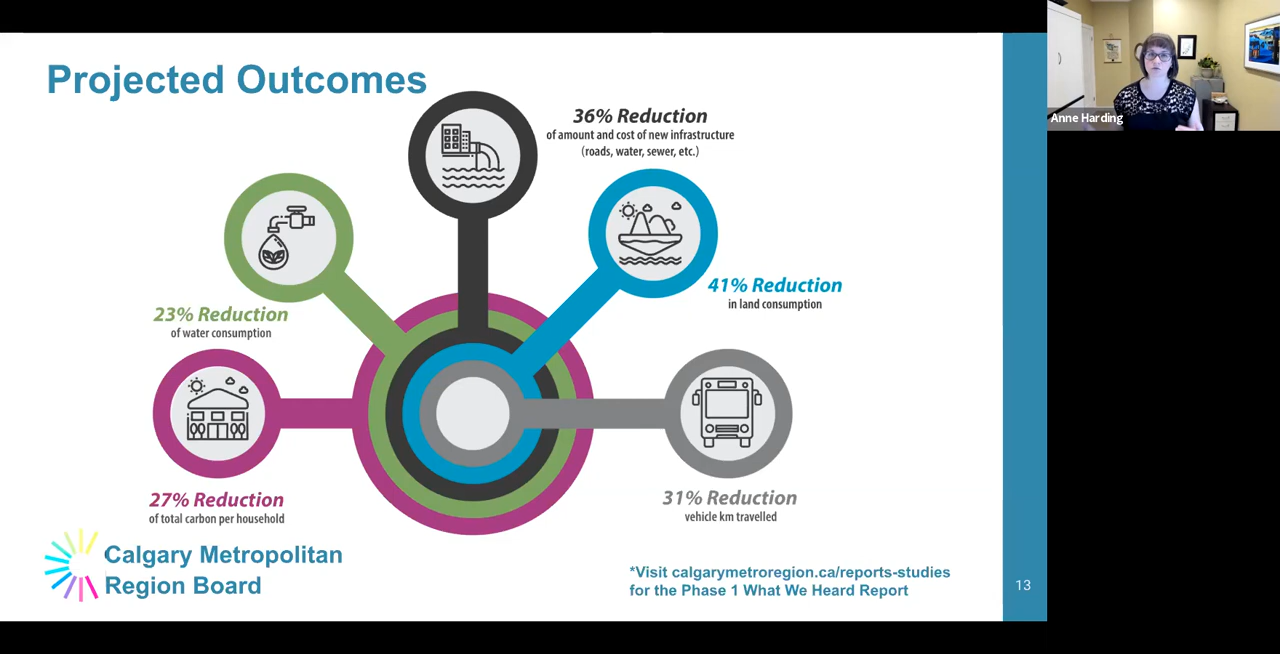 Projected Outcomes
36% Reduction
of amount and cost of new infrastructure
(roads, water, sewer, etc.)
41% Reduction
in land consumption
23% Reduction
of water consumption
27% Reduction
of total carbon per household
31% Reduction
vehicle km travelled
Calgary Metropolitan
Region Board
*Visit calgarymetroregion.ca/reports-studies
for the Phase 1 What We Heard Report
13
Anne Harding